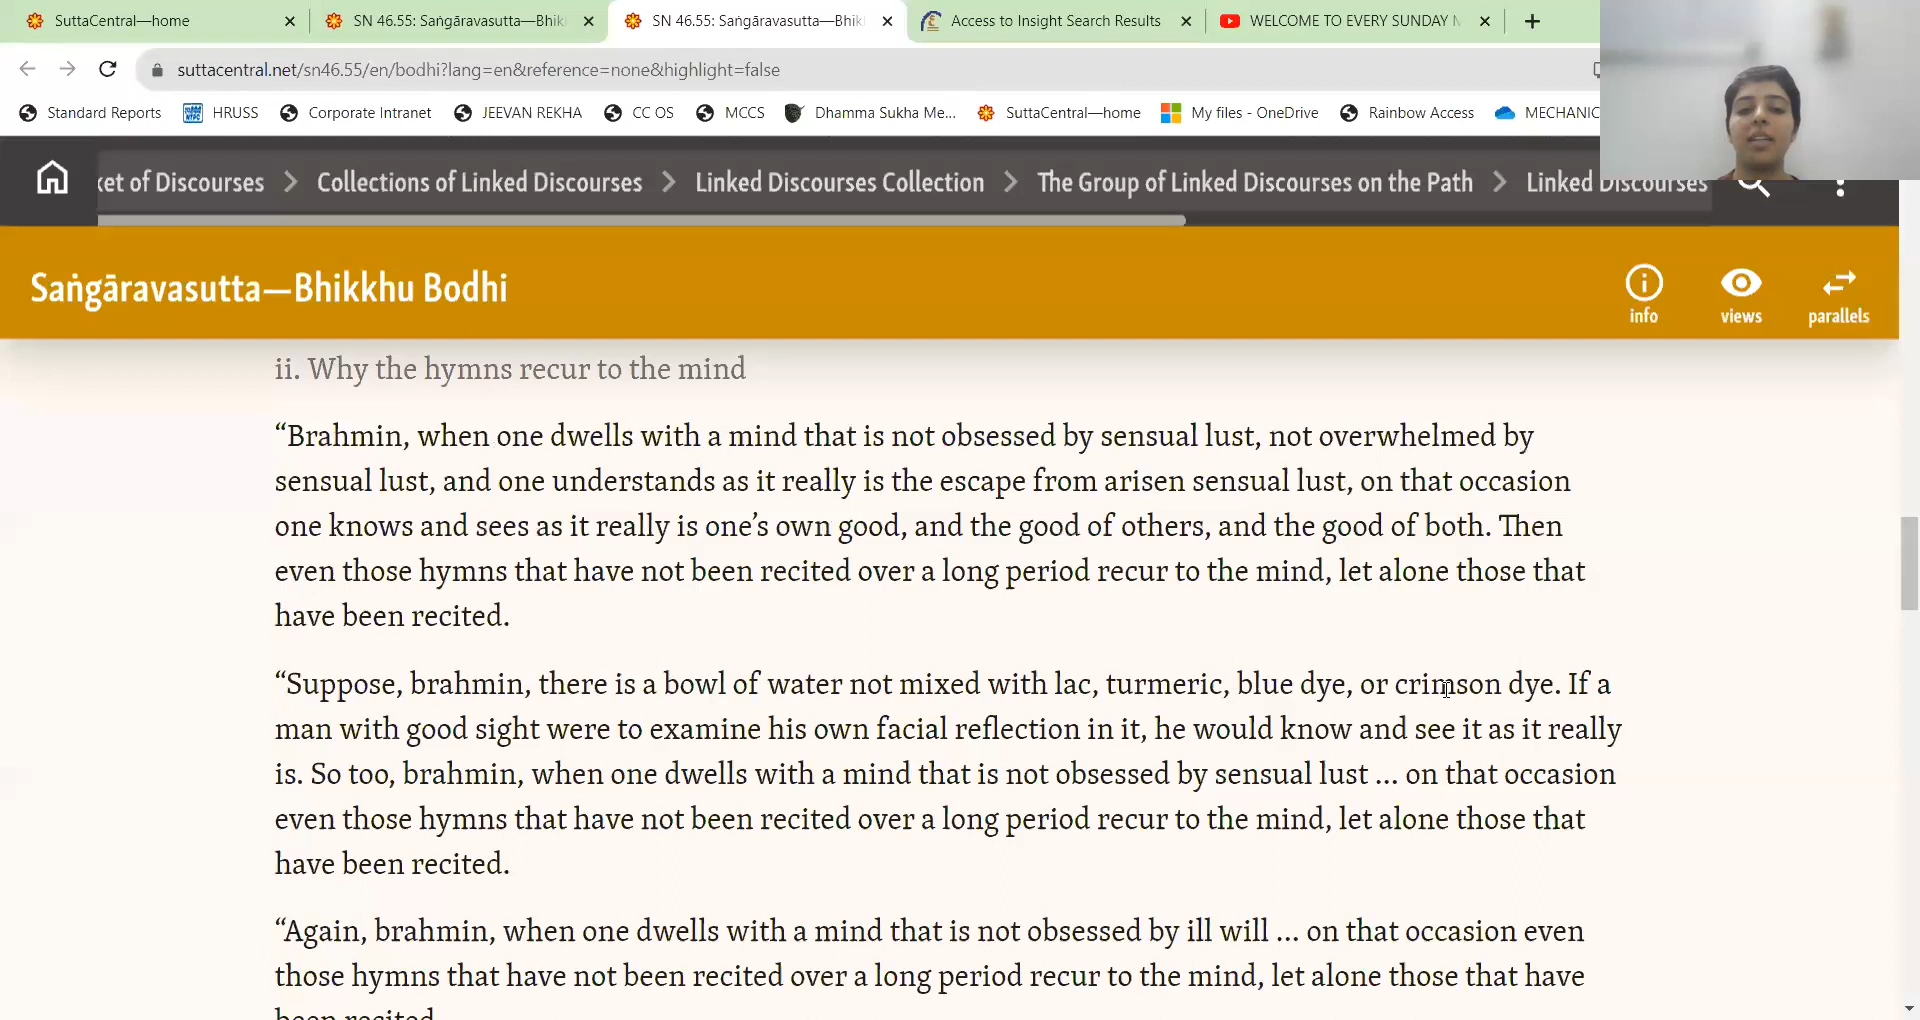 SuttaCentral—home
SN 46.55: Saṅgāravasutta—Bhik
SN 46.55: Saṅgāravasutta—Bhik
Access to Insight Search Results
WELCOME TO EVERY SUNDAY M
suttacentral.net/sn46.55/en/bodhi?lang=en&reference=none&highlight=false
Standard Reports
HRUSS
Corporate Intranet
JEEVAN REKHA
CC OS
MCCS
Dhamma Sukha Me...
SuttaCentral—home
My files - OneDrive
Rainbow Access
MECHANIC
ket of Discourses
Collections of Linked Discourses
Linked Discourses Collection
The Group of Linked Discourses on the Path
Linked Discourses
Saṅgāravasutta—Bhikkhu Bodhi
info
views
parallels
ii. Why the hymns recur to the mind
“Brahmin, when one dwells with a mind that is not obsessed by sensual lust, not overwhelmed by
sensual lust, and one understands as it really is the escape from arisen sensual lust, on that occasion
one knows and sees as it really is one’s own good, and the good of others, and the good of both. Then
even those hymns that have not been recited over a long period recur to the mind, let alone those that
have been recited.
“Suppose, brahmin, there is a bowl of water not mixed with lac, turmeric, blue dye, or crimson dye. If a
man with good sight were to examine his own facial reflection in it, he would know and see it as it really
is. So too, brahmin, when one dwells with a mind that is not obsessed by sensual lust … on that occasion
even those hymns that have not been recited over a long period recur to the mind, let alone those that
have been recited.
“Again, brahmin, when one dwells with a mind that is not obsessed by ill will … on that occasion even
those hymns that have not been recited over a long period recur to the mind, let alone those that have
been recited.